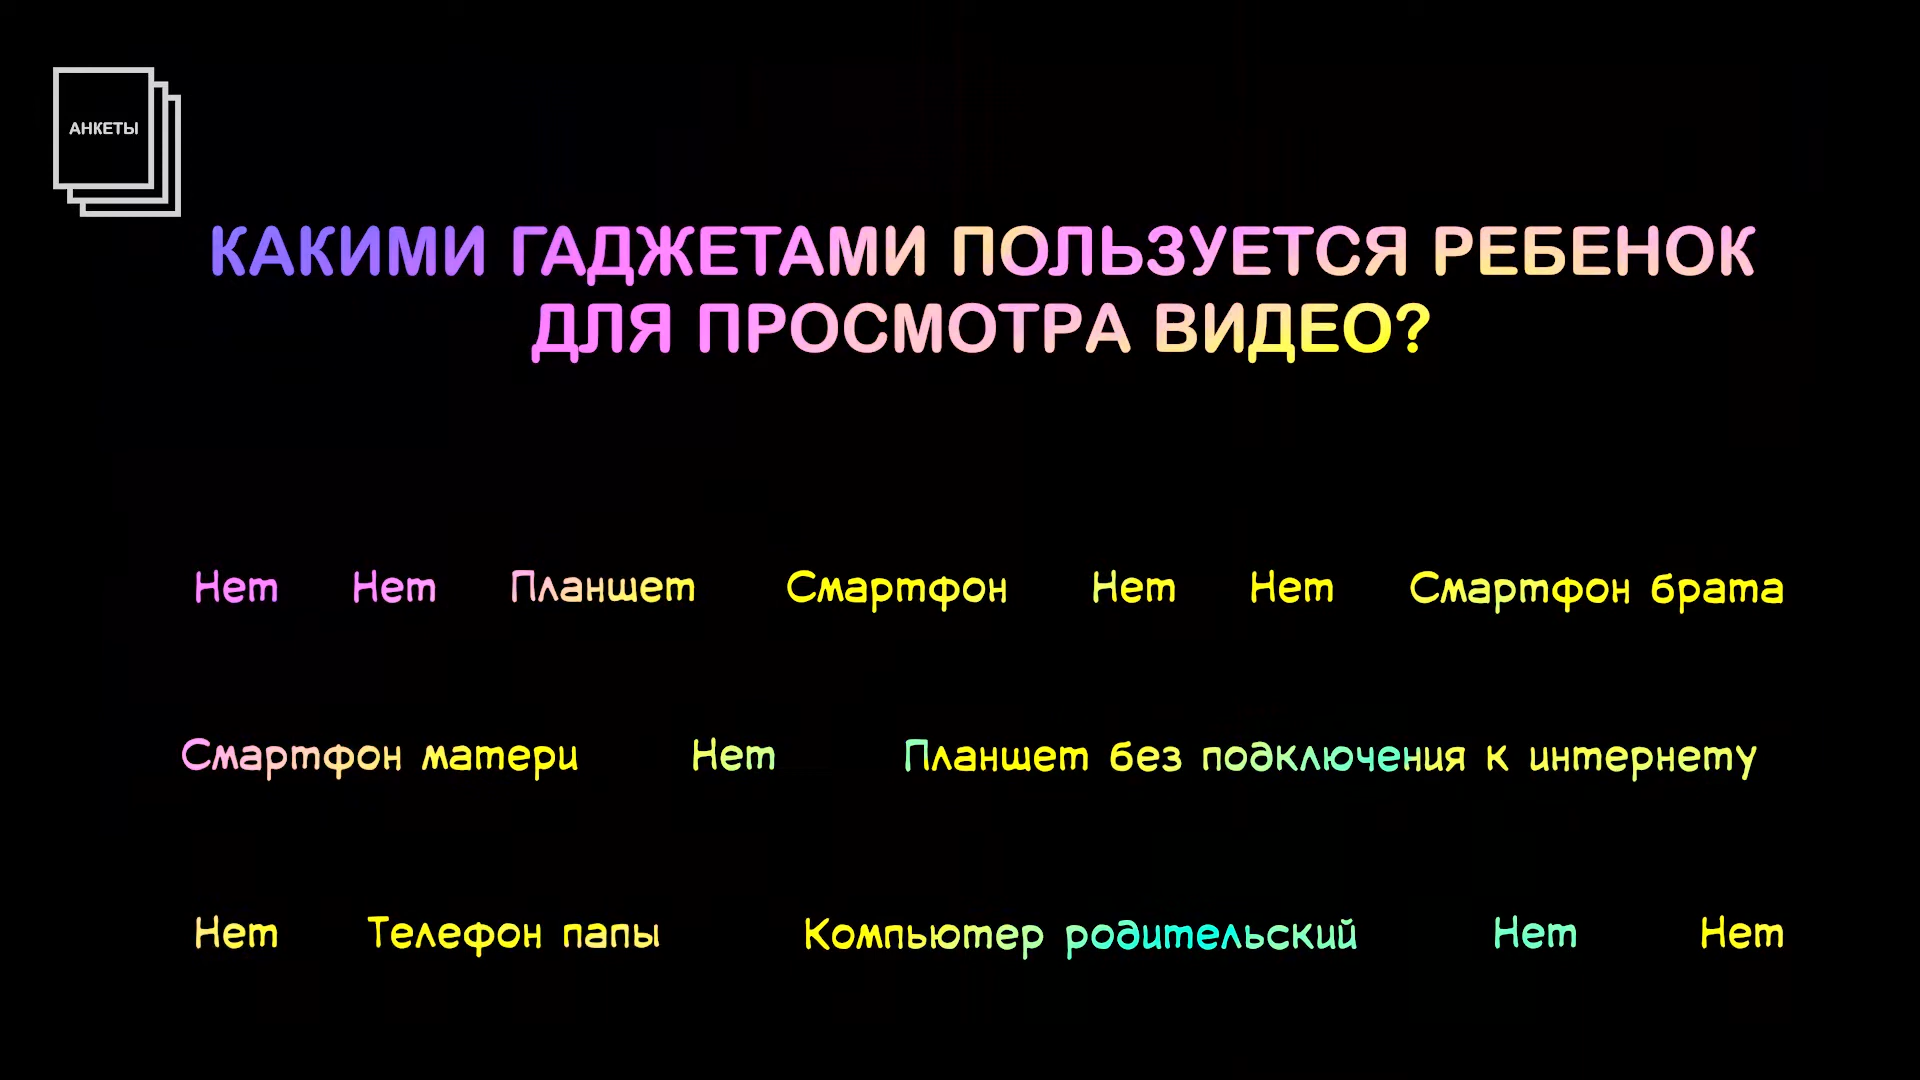 АНКЕТЫ
КАКИМИ ГАДЖЕТАМИ ПОЛЬЗУЕТСЯ РЕБЕНОК
ДЛЯ ПРОСМОТРА ВИДЕО?
Нет Нет Планшет Смартфон Нет Нет Смартфон брата
Смартфон матери Нет Планшет без подключения к интернету
Нет Телефон папы Компьютер родительский Нет Нет